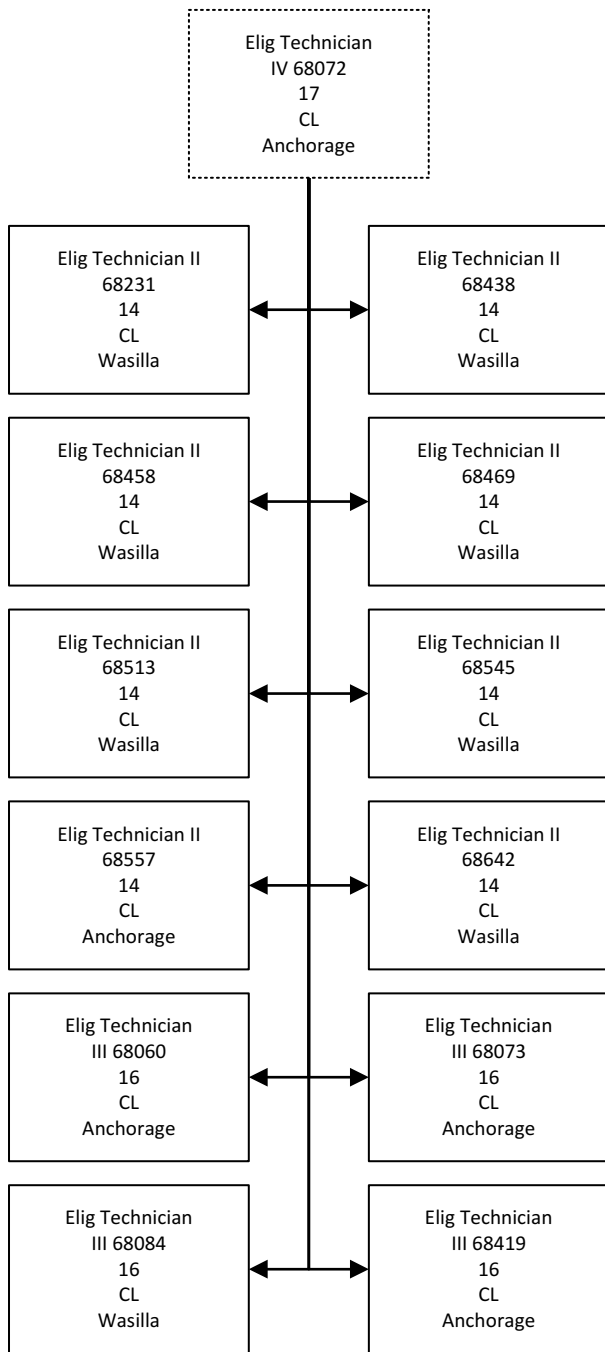 Elig Technician
IV 68072
17
CL
Anchorage
Elig Technician II
68231
14
CL
Wasilla
Elig Technician II
68438
14
CL
Wasilla
Elig Technician II
68458
14
CL
Wasilla
Elig Technician II
68469
14
CL
Wasilla
Elig Technician II
68513
14
CL
Wasilla
Elig Technician II
68545
14
CL
Wasilla
Elig Technician II
68557
14
CL
Anchorage
Elig Technician II
68642
14
CL
Wasilla
Elig Technician
III 68060
16
CL
Anchorage
Elig Technician
III 68073
16
CL
Anchorage
Elig Technician
III 68084
16
CL
Wasilla
Elig Technician
III 68419
16
CL
Anchorage